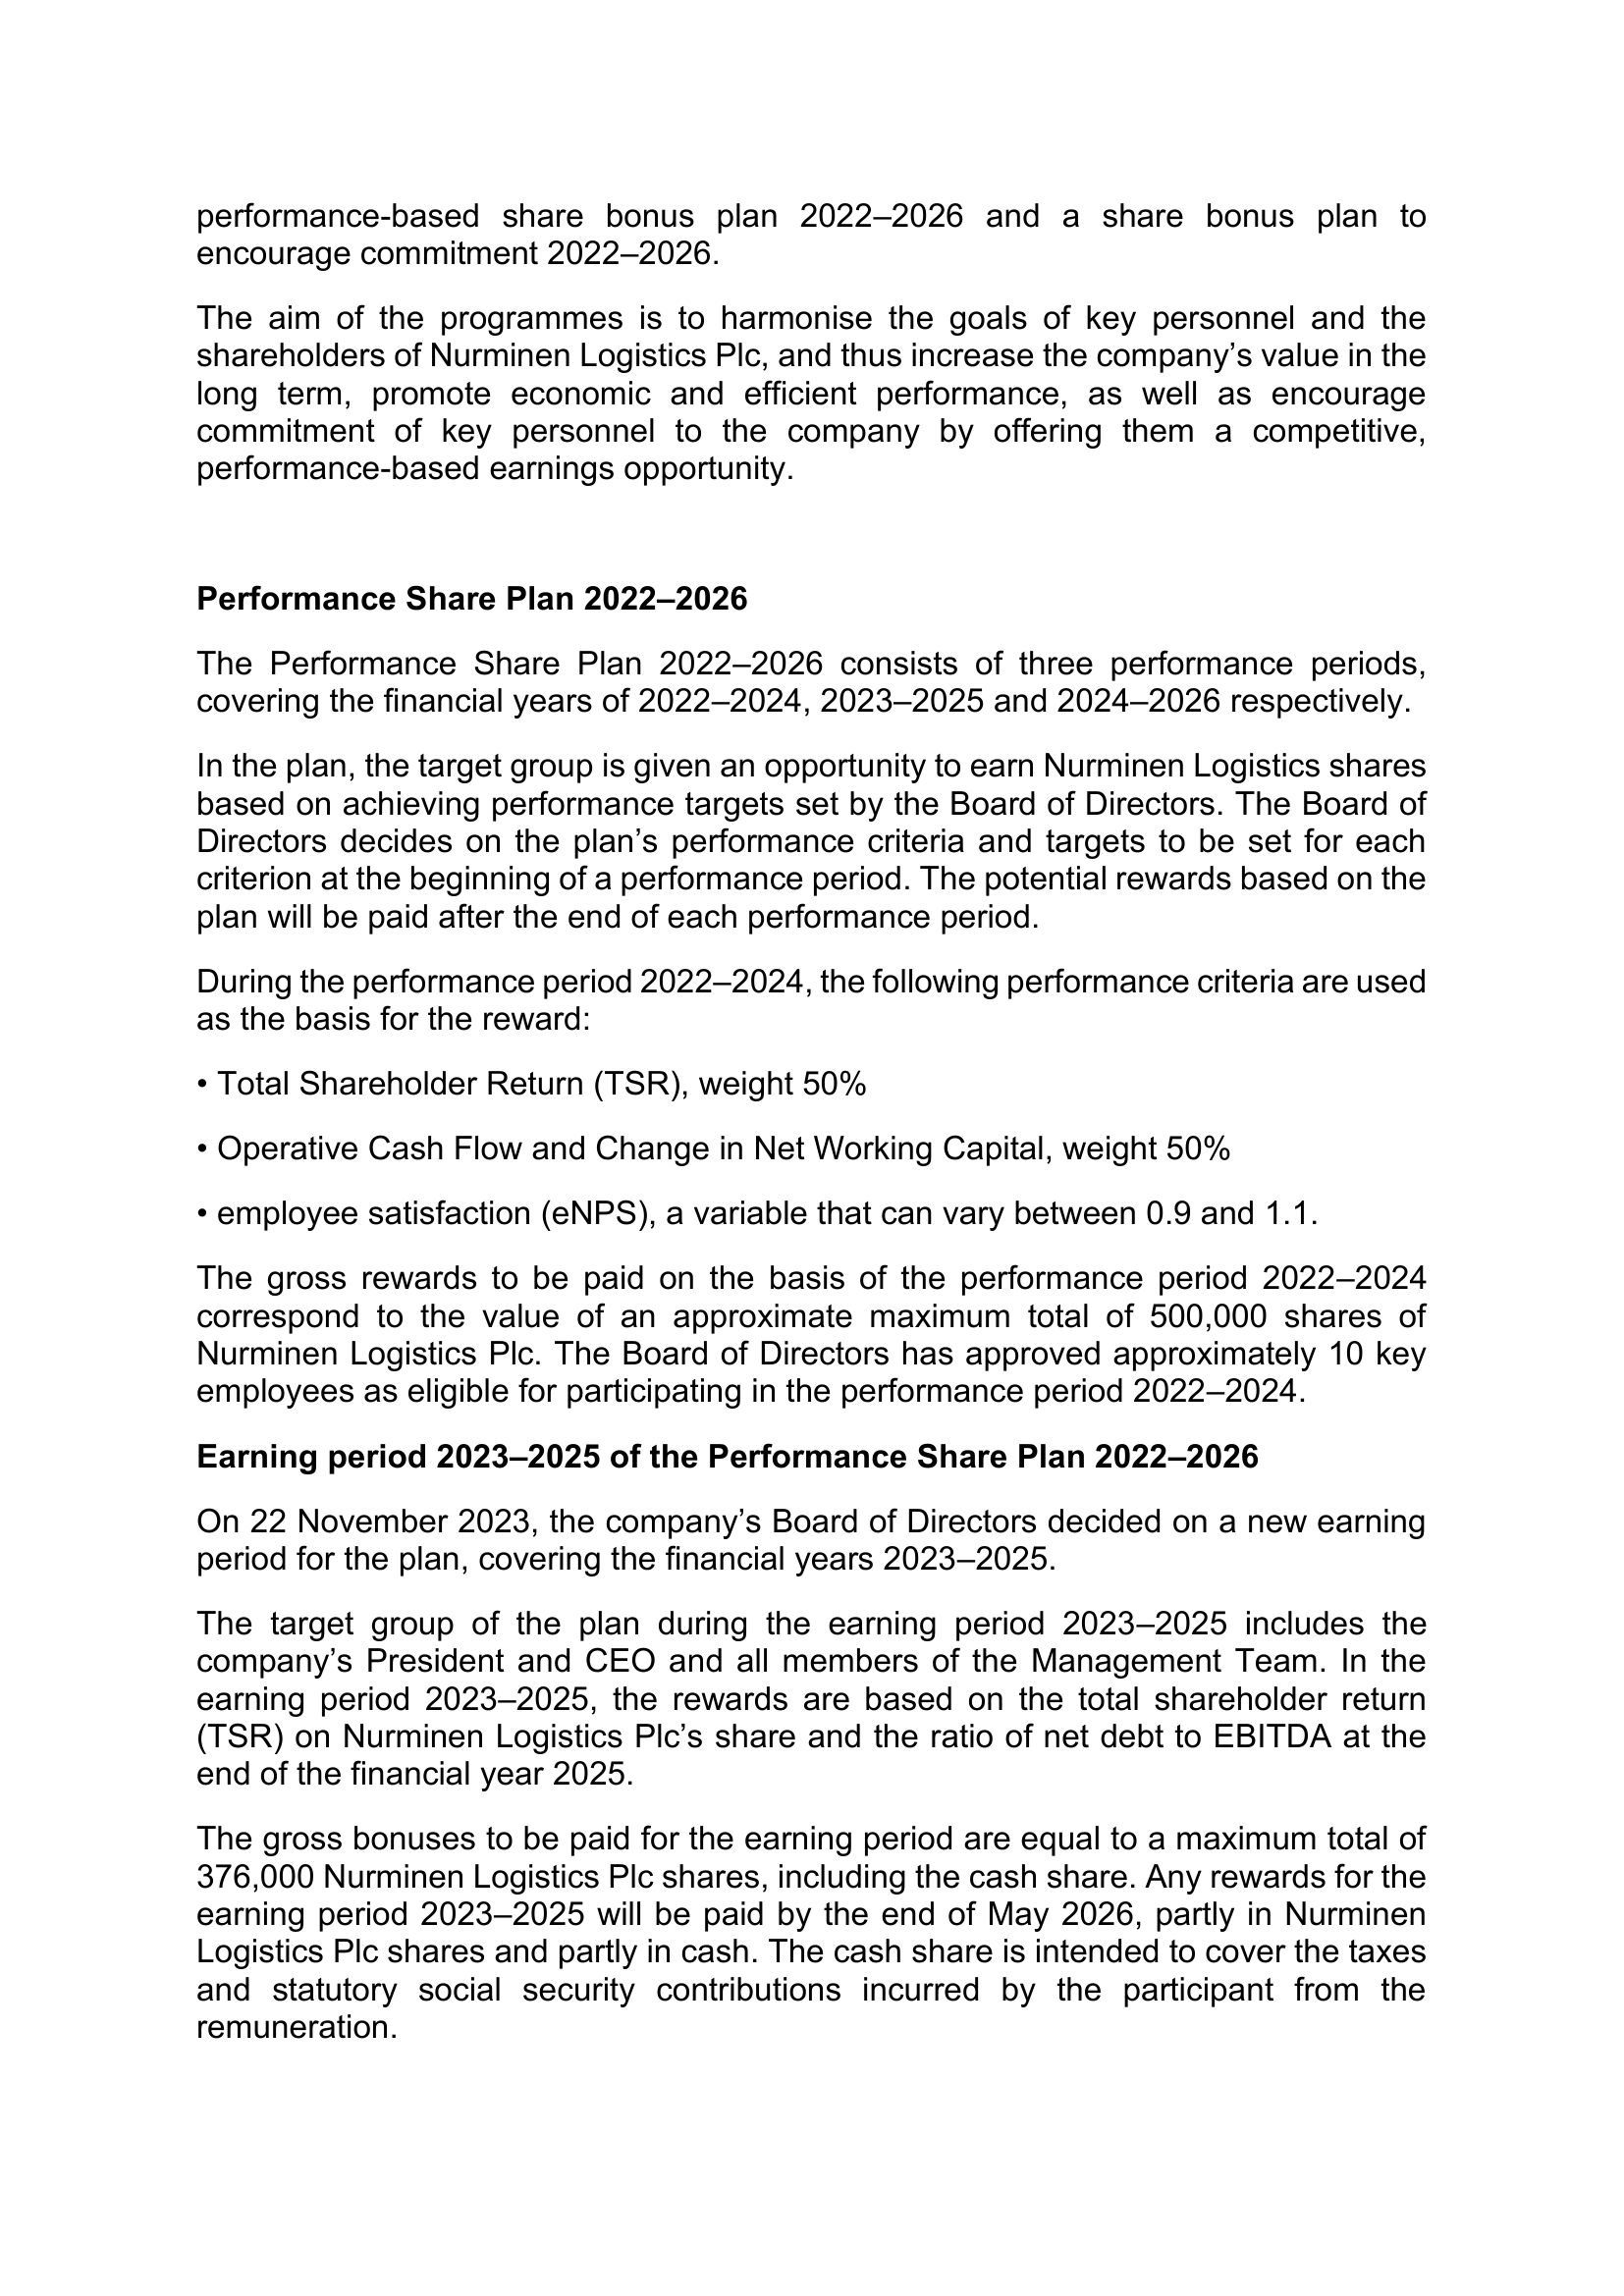 performance-based share bonus plan 2022–2026 and a share bonus plan to
encourage commitment 2022–2026.
The aim of the programmes is to harmonise the goals of key personnel and the
shareholders of Nurminen Logistics Plc, and thus increase the company’s value in the
long term, promote economic and efficient performance, as well as encourage
commitment of key personnel to the company by offering them a competitive,
performance-based earnings opportunity.
Performance Share Plan 2022–2026
The Performance Share Plan 2022–2026 consists of three performance periods,
covering the financial years of 2022–2024, 2023–2025 and 2024–2026 respectively.
In the plan, the target group is given an opportunity to earn Nurminen Logistics shares
based on achieving performance targets set by the Board of Directors. The Board of
Directors decides on the plan’s performance criteria and targets to be set for each
criterion at the beginning of a performance period. The potential rewards based on the
plan will be paid after the end of each performance period.
During the performance period 2022–2024, the following performance criteria are used
as the basis for the reward:
• Total Shareholder Return (TSR), weight 50%
• Operative Cash Flow and Change in Net Working Capital, weight 50%
• employee satisfaction (eNPS), a variable that can vary between 0.9 and 1.1.
The gross rewards to be paid on the basis of the performance period 2022–2024
correspond to the value of an approximate maximum total of 500,000 shares of
Nurminen Logistics Plc. The Board of Directors has approved approximately 10 key
employees as eligible for participating in the performance period 2022–2024.
Earning period 2023–2025 of the Performance Share Plan 2022–2026
On 22 November 2023, the company’s Board of Directors decided on a new earning
period for the plan, covering the financial years 2023–2025.
The target group of the plan during the earning period 2023–2025 includes the
company’s President and CEO and all members of the Management Team. In the
earning period 2023–2025, the rewards are based on the total shareholder return
(TSR) on Nurminen Logistics Plc’s share and the ratio of net debt to EBITDA at the
end of the financial year 2025.
The gross bonuses to be paid for the earning period are equal to a maximum total of
376,000 Nurminen Logistics Plc shares, including the cash share. Any rewards for the
earning period 2023–2025 will be paid by the end of May 2026, partly in Nurminen
Logistics Plc shares and partly in cash. The cash share is intended to cover the taxes
and statutory social security contributions incurred by the participant from the
remuneration.